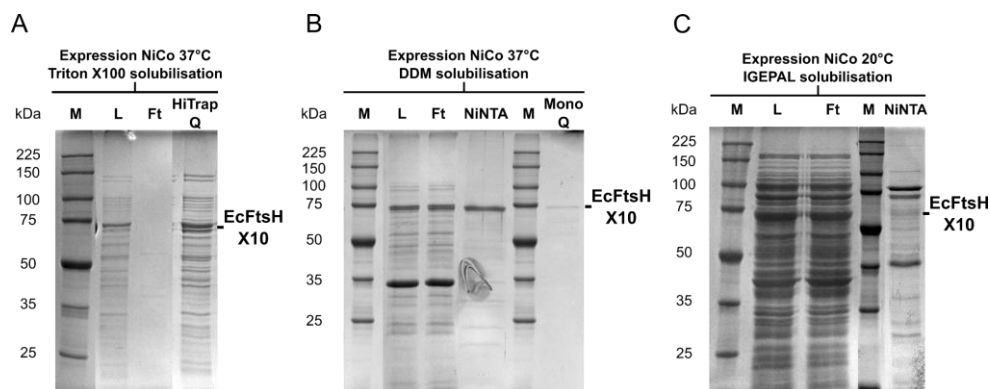 A
Expression NiCo 37°C
Triton X100 solubilisation
kDa
M
L
Ft
HiTrap
Q
225
150
100
75
50
35
25
EcFtsH
X10
B
Expression NiCo 37°C
DDM solubilisation
kDa
M
L
Ft
NiNTA
M
Mono
Q
225
150
100
75
50
35
25
EcFtsH
X10
C
Expression NiCo 20°C
IGEPAL solubilisation
kDa
M
L
Ft
M
NiNTA
225
150
100
75
50
35
25
EcFtsH
X10